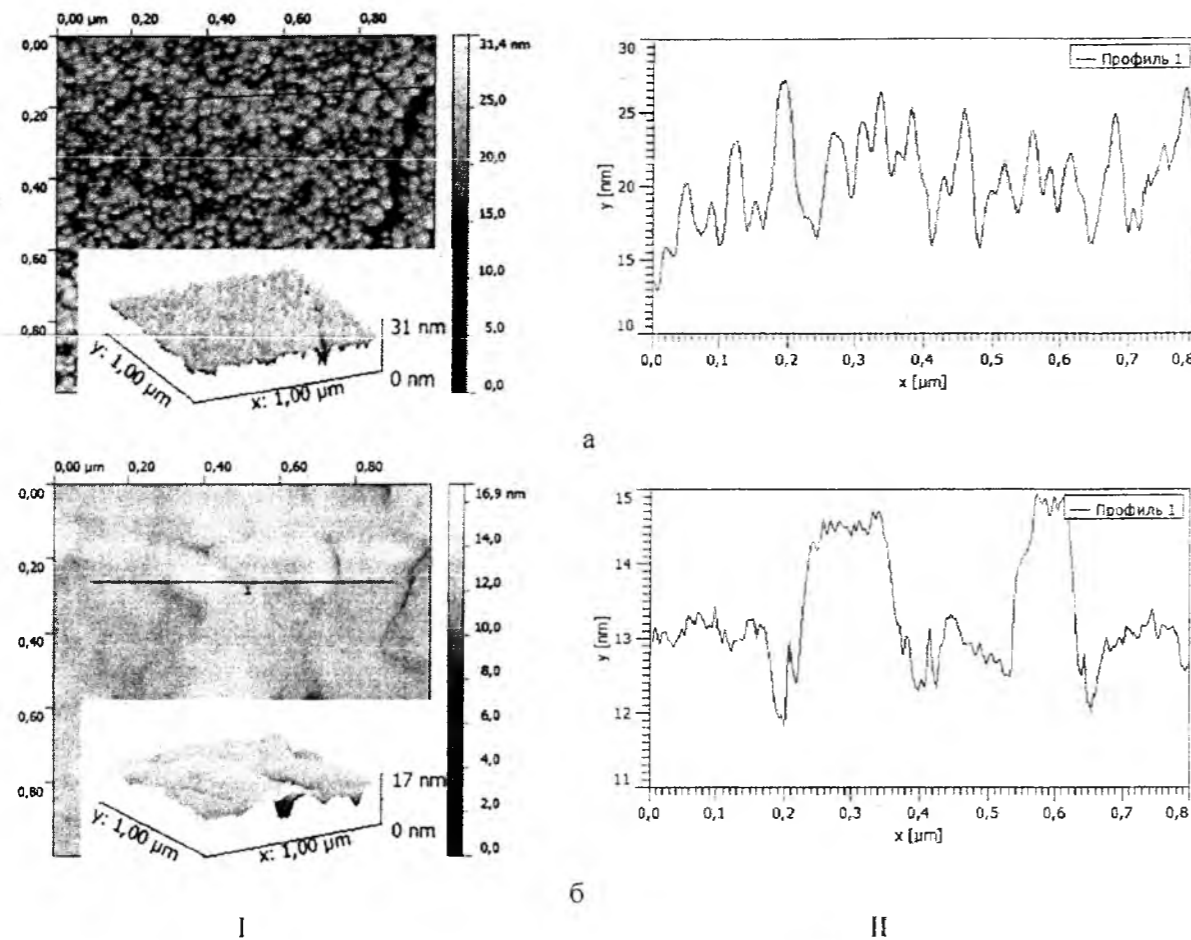 0,00 µm 0,20 0,40 0,60 0,80
0,00
0,20
0,40
0,60
0,80
31,4 nm
25,0
20,0
15,0
10,0
5,0
0,0
31 nm
0 nm
y: 1,00 µm
x: 1,00 µm
30
25
20
15
10
y [nm]
Профиль 1
0,0 0,1 0,2 0,3 0,4 0,5 0,6 0,7 0,8
x [µm]
а
0,00 µm 0,20 0,40 0,60 0,80
0,00
0,20
0,40
0,60
0,80
1
16,9 nm
14,0
12,0
10,0
8,0
6,0
4,0
2,0
0,0
17 nm
0 nm
y: 1,00 µm
x: 1,00 µm
15
14
13
12
11
y [nm]
Профиль 1
0,0 0,1 0,2 0,3 0,4 0,5 0,6 0,7 0,8
x [µm]
б
I II